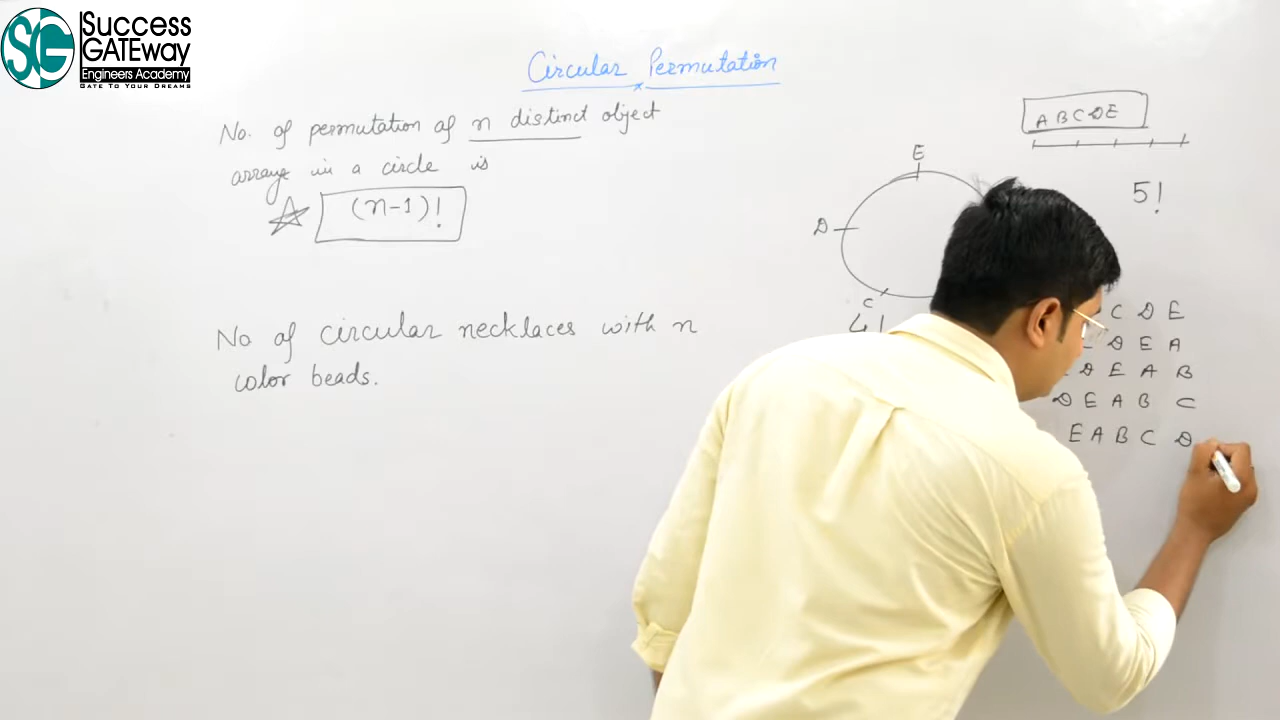 Success
GATEway
Engineers Academy
GATE TO YOUR DREAMS
SG
Circular Permutation
No. of permutation of n distinct object
arrange in a circle is
(n-1)!
No of circular necklaces with n
color beads.
A B C D E
5!
E
D
C
4!
C D E
D E A
D E A B
D E A B C
E A B C D